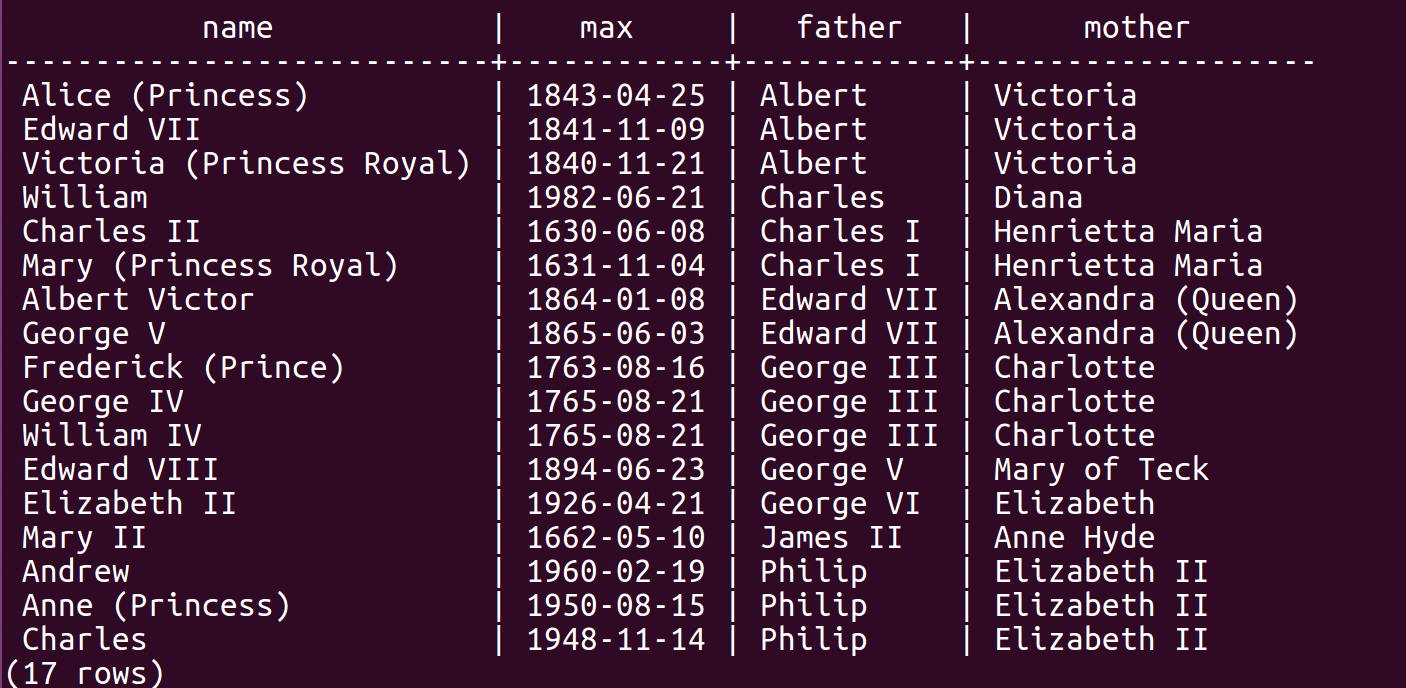 name            |    max     |   father   |      mother
---------------------------+------------+------------+-------------------
 Alice (Princess)          | 1843-04-25 | Albert     | Victoria
 Edward VII                | 1841-11-09 | Albert     | Victoria
 Victoria (Princess Royal) | 1840-11-21 | Albert     | Victoria
 William                   | 1982-06-21 | Charles    | Diana
 Charles II                | 1630-06-08 | Charles I  | Henrietta Maria
 Mary (Princess Royal)     | 1631-11-04 | Charles I  | Henrietta Maria
 Albert Victor             | 1864-01-08 | Edward VII | Alexandra (Queen)
 George V                  | 1865-06-03 | Edward VII | Alexandra (Queen)
 Frederick (Prince)        | 1763-08-16 | George III | Charlotte
 George IV                 | 1765-08-21 | George III | Charlotte
 William IV                | 1765-08-21 | George III | Charlotte
 Edward VIII               | 1894-06-23 | George V   | Mary of Teck
 Elizabeth II              | 1926-04-21 | George VI  | Elizabeth
 Mary II                   | 1662-05-10 | James II   | Anne Hyde
 Andrew                    | 1960-02-19 | Philip     | Elizabeth II
 Anne (Princess)           | 1950-08-15 | Philip     | Elizabeth II
 Charles                   | 1948-11-14 | Philip     | Elizabeth II
(17 rows)